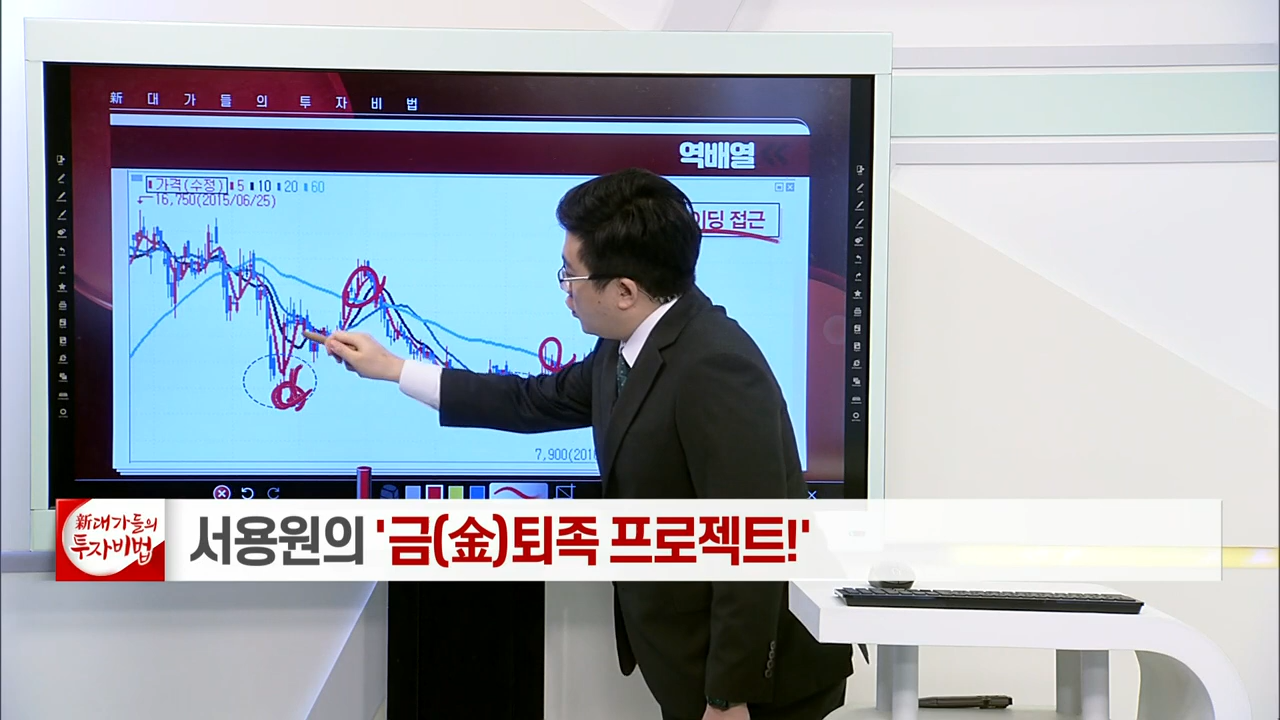 新 대 가 들 의 투 자 비 법
역배열
가격(수정) 5 10 20 60
16,750(2015/06/25)
이딩 접근
7,900(201
新대가들의
투자비법
서용원의 '금(金)퇴족 프로젝트!'